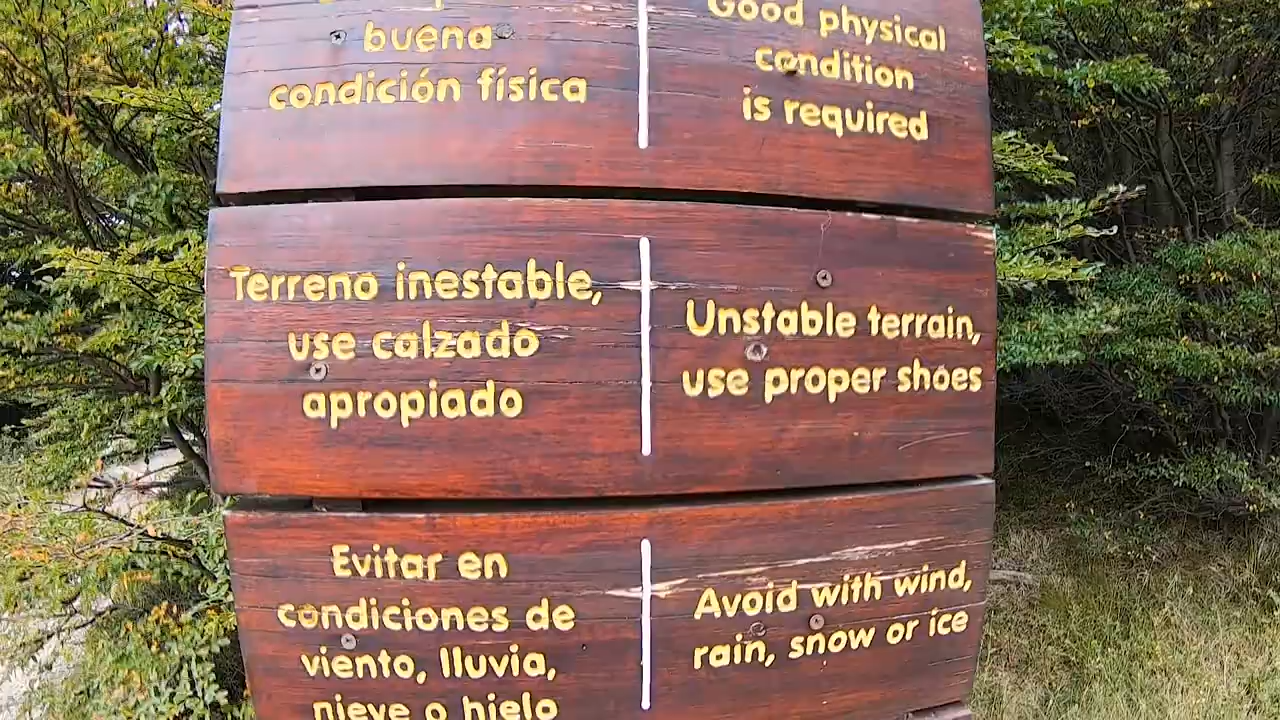 buena
condición física
Good physical
condition
is required
Terreno inestable,
use calzado
apropiado
Unstable terrain,
use proper shoes
Evitar en
condiciones de
viento, lluvia,
nieve o hielo
Avoid with wind,
rain, snow or ice